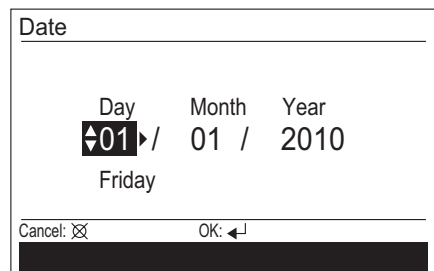 Date
Day Month Year
01 / 01 / 2010
Friday
Cancel: OK: